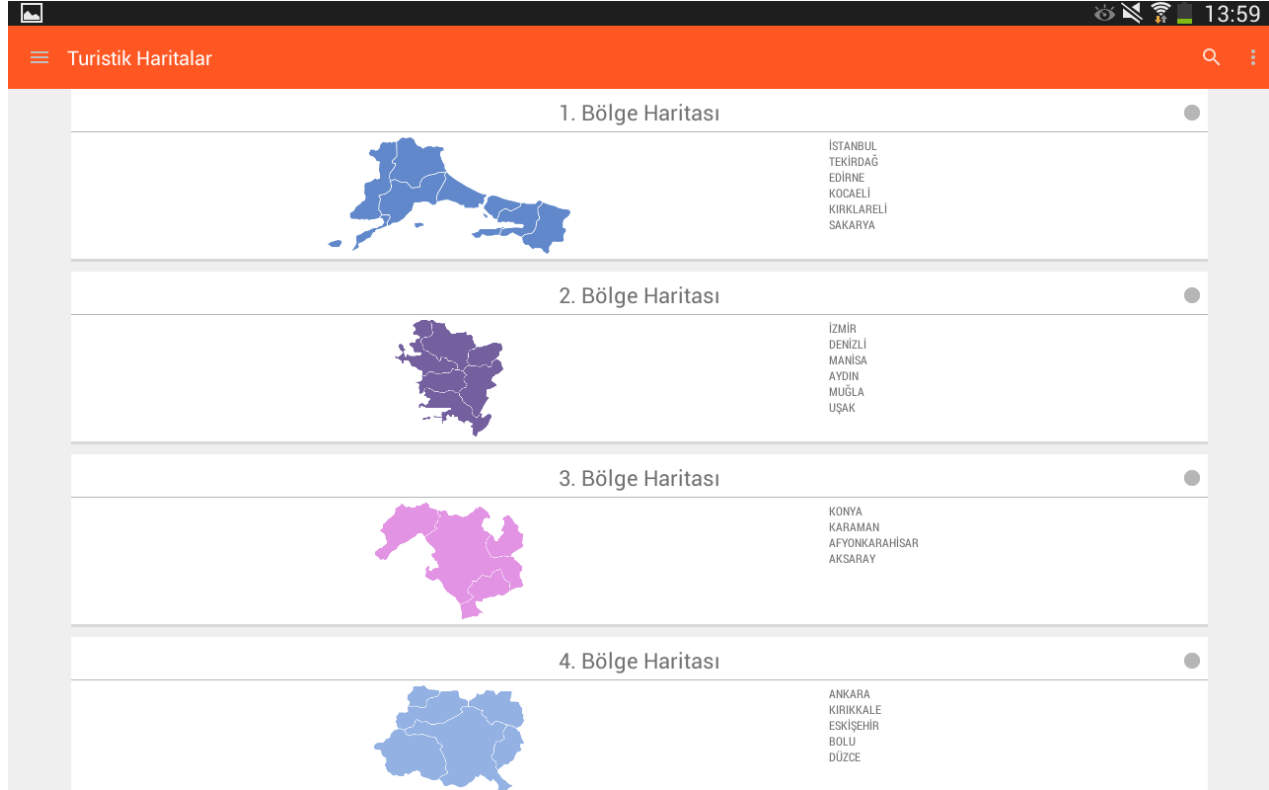 13:59
Turistik Haritalar
1. Bölge Haritası
İSTANBUL
TEKİRDAĞ
EDİRNE
KOCAELİ
KIRKLARELİ
SAKARYA
2. Bölge Haritası
İZMİR
DENİZLİ
MANİSA
AYDIN
MUĞLA
UŞAK
3. Bölge Haritası
KONYA
KARAMAN
AFYONKARAHİSAR
AKSARAY
4. Bölge Haritası
ANKARA
KIRIKKALE
ESKİŞEHİR
BOLU
DÜZCE